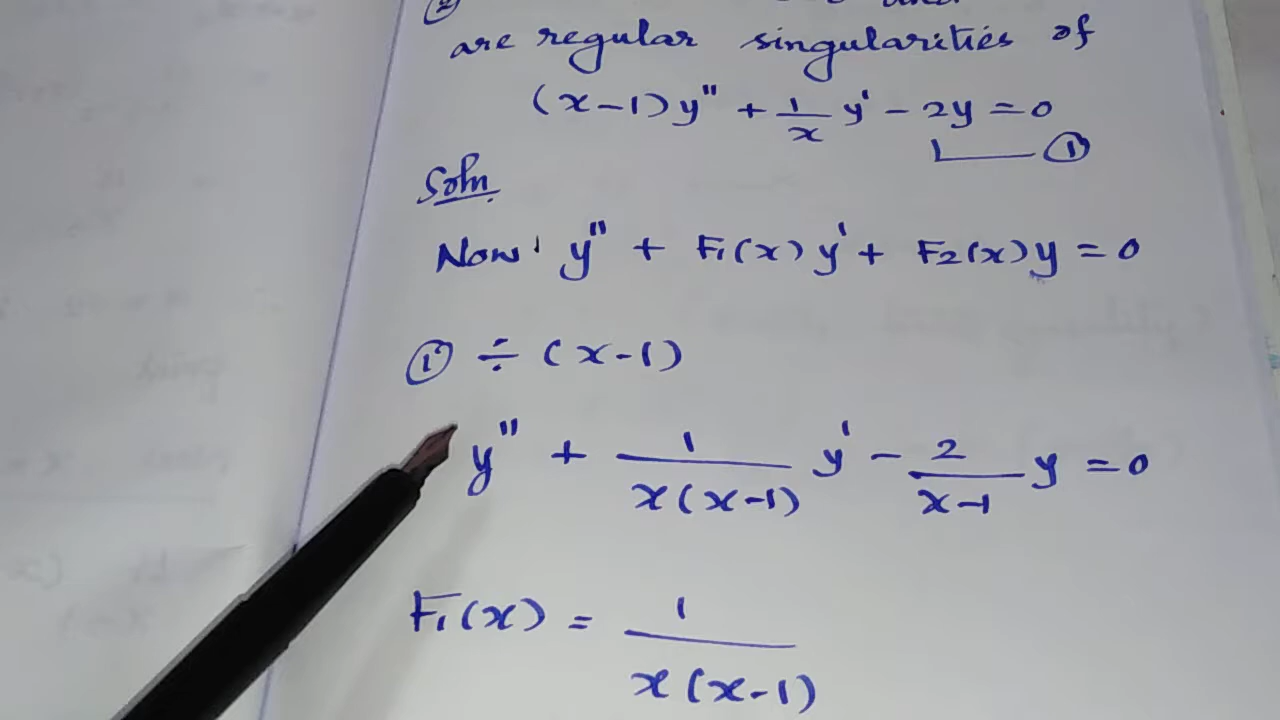 ②
are regular singularities of
(x-1)y" + 1/x y' - 2y = 0
①
Soln
Now y" + F₁(x)y' + F₂(x)y = 0
① ÷ (x-1)
y" + 1/x(x-1) y' - 2/x-1 y = 0
F₁(x) = 1/x(x-1)